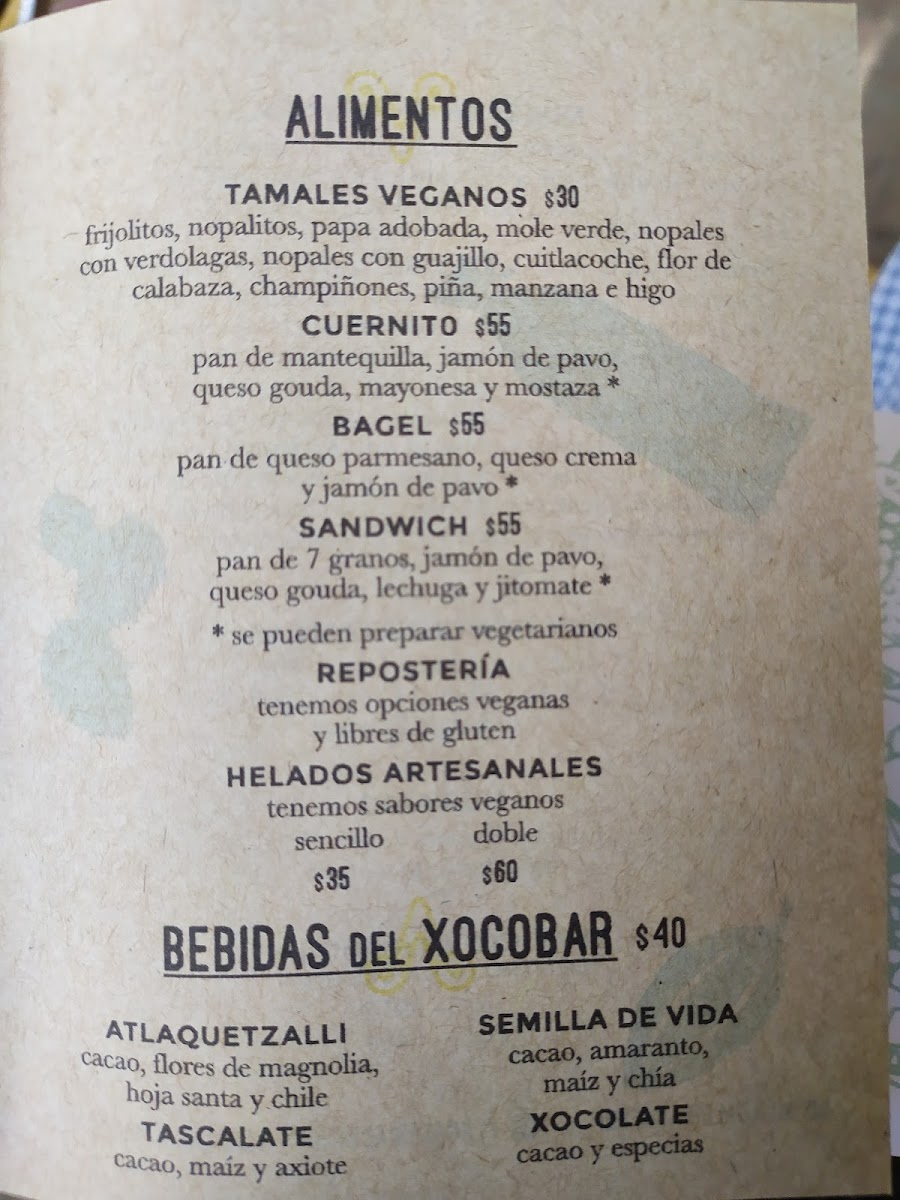 ALIMENTOS
TAMALES VEGANOS $30
frijolitos, nopalitos, papa adobada, mole verde, nopales
con verdolagas, nopales con guajillo, cuitlacoche, flor de
calabaza, champiñones, piña, manzana e higo
CUERNITO $55
pan de mantequilla, jamón de pavo,
queso gouda, mayonesa y mostaza *
BAGEL $55
pan de queso parmesano, queso crema
y jamón de pavo *
SANDWICH $55
pan de 7 granos, jamón de pavo,
queso gouda, lechuga y jitomate *
* se pueden preparar vegetarianos
REPOSTERÍA
tenemos opciones veganas
y libres de gluten
HELADOS ARTESANALES
tenemos sabores veganos
sencillo doble
$35 $60
BEBIDAS DEL XOCOBAR $40
ATLAQUETZALLI
cacao, flores de magnolia,
hoja santa y chile
TASCALATE
cacao, maíz y axiote
SEMILLA DE VIDA
cacao, amaranto,
maíz y chía
XOCOLATE
cacao y especias